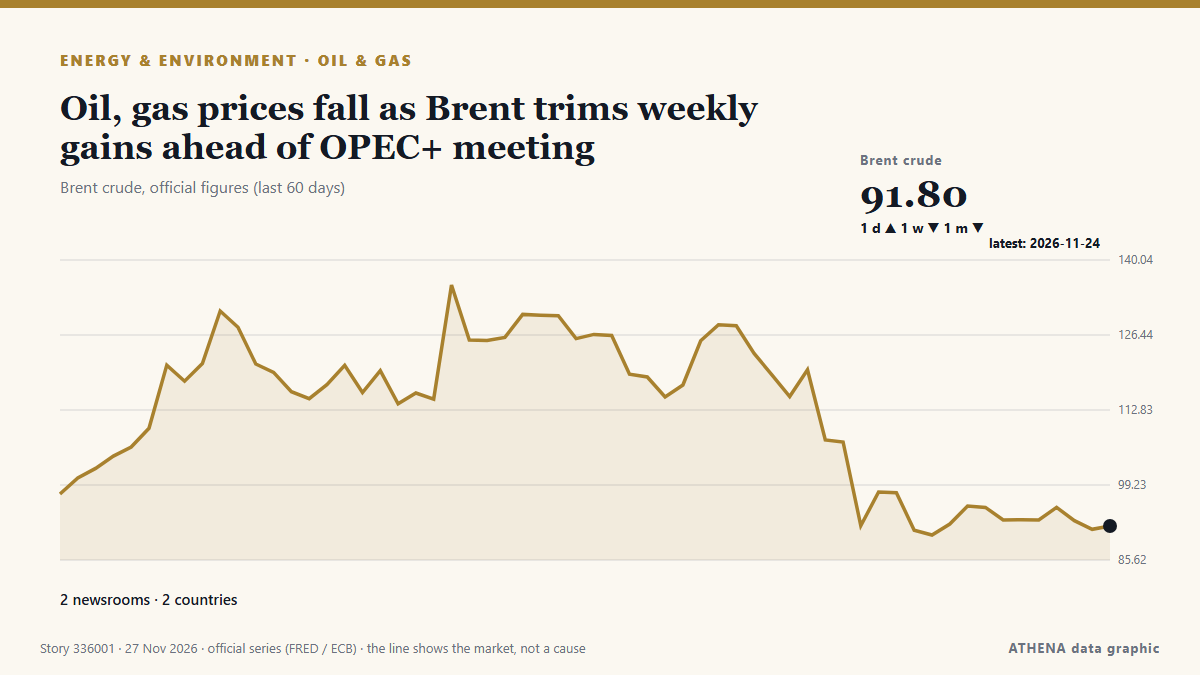 ENERGY & ENVIRONMENT · OIL & GAS
Oil, gas prices fall as Brent trims weekly
gains ahead of OPEC+ meeting
Brent crude, official figures (last 60 days)
Brent crude
91.80
1 d ▲ 1 w ▼ 1 m ▼
latest: 2026-11-24
140.04
126.44
112.83
99.23
85.62
2 newsrooms · 2 countries
Story 336001 · 27 Nov 2026 · official series (FRED / ECB) · the line shows the market, not a cause
ATHENA data graphic